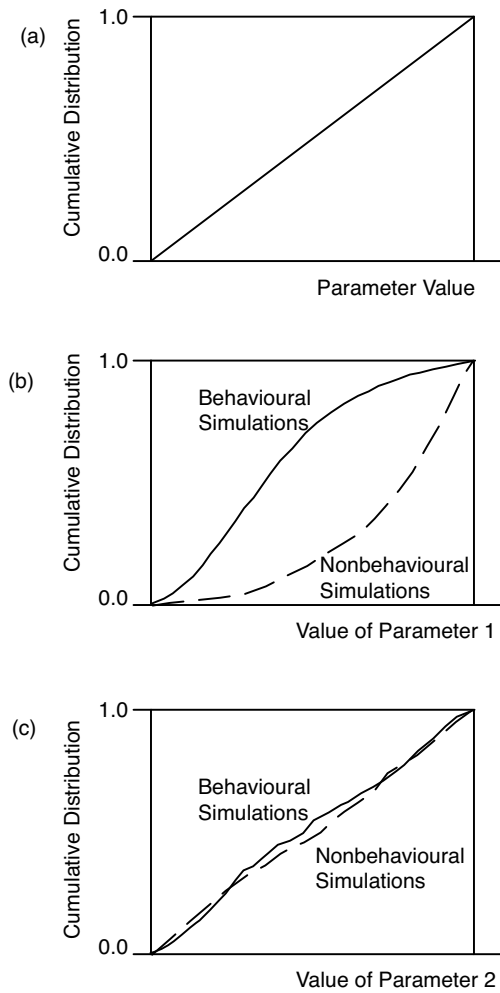 (a)
Cumulative Distribution
1.0
0.0
Parameter Value
(b)
Cumulative Distribution
1.0
Behavioural
Simulations
Nonbehavioural
Simulations
0.0
Value of Parameter 1
(c)
Cumulative Distribution
1.0
Behavioural
Simulations
Nonbehavioural
Simulations
0.0
Value of Parameter 2